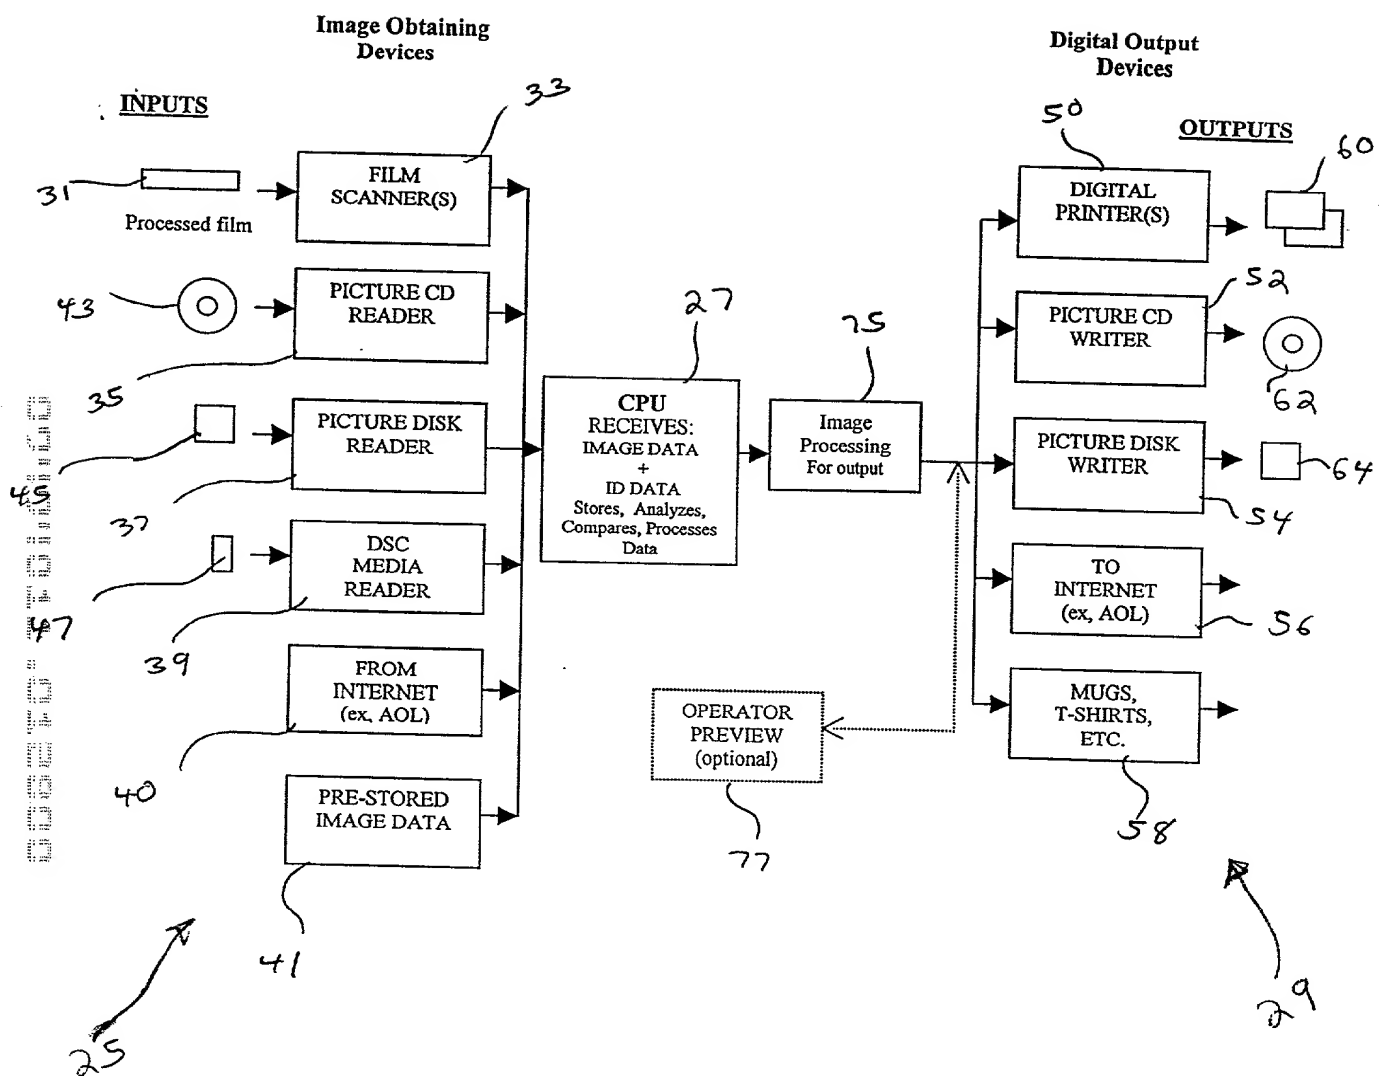 Image Obtaining
Devices
Digital Output
Devices
INPUTS
OUTPUTS
33
50
60
31
Processed film
FILM
SCANNER(S)
DIGITAL
PRINTER(S)
43
PICTURE CD
READER
35
27
75
52
PICTURE CD
WRITER
62
45
PICTURE DISK
READER
37
CPU
RECEIVES:
IMAGE DATA
+
ID DATA
Stores, Analyzes,
Compares, Processes
Data
Image
Processing
For output
PICTURE DISK
WRITER
64
54
47
DSC
MEDIA
READER
39
TO
INTERNET
(ex, AOL)
56
FROM
INTERNET
(ex, AOL)
40
OPERATOR
PREVIEW
(optional)
77
MUGS,
T-SHIRTS,
ETC.
58
PRE-STORED
IMAGE DATA
41
25
29